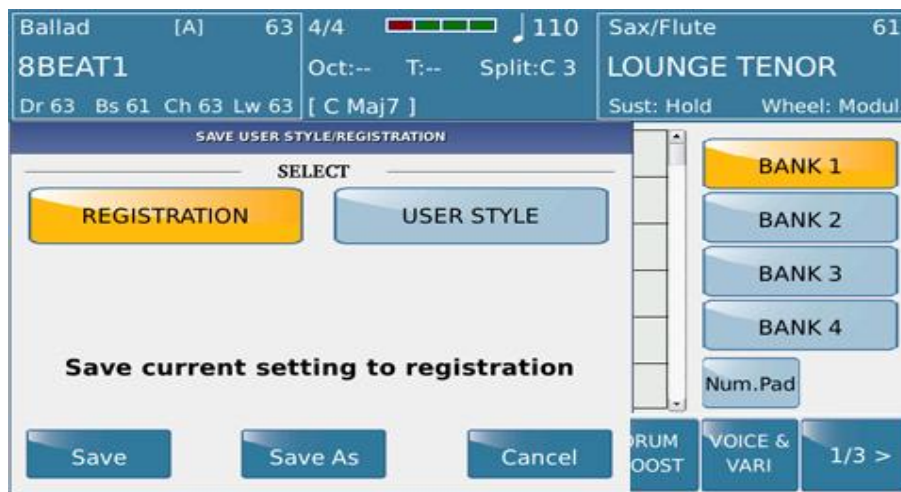 Ballad [A] 63
8BEAT1
Dr 63 Bs 61 Ch 63 Lw 63
4/4 110
Oct:-- T:-- Split:C 3
[ C Maj7 ]
Sax/Flute 61
LOUNGE TENOR
Sust: Hold Wheel: Modul
SAVE USER STYLE/REGISTRATION
SELECT
REGISTRATION USER STYLE
Save current setting to registration
Save Save As Cancel
BANK 1
BANK 2
BANK 3
BANK 4
Num.Pad
VOICE &
VARI
1/3 >